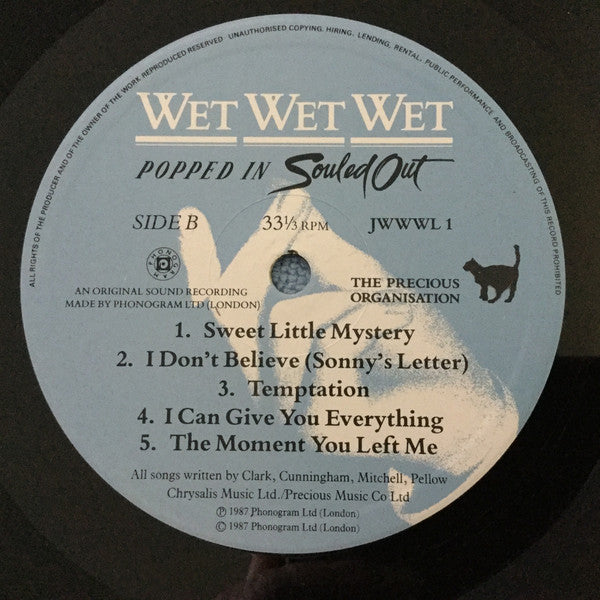 ALL RIGHTS OF THE PRODUCER AND OF THE OWNER OF THE WORK REPRODUCED RESERVED UNAUTHORISED COPYING, HIRING, LENDING, RENTAL, PUBLIC PERFORMANCE AND BROADCASTING OF THIS RECORD PROHIBITED
WET WET WET
POPPED IN Souled Out
SIDE B 33⅓ RPM JWWWL 1
PHONOGRAM
AN ORIGINAL SOUND RECORDING
MADE BY PHONOGRAM LTD (LONDON)
THE PRECIOUS
ORGANISATION
1. Sweet Little Mystery
2. I Don't Believe (Sonny's Letter)
3. Temptation
4. I Can Give You Everything
5. The Moment You Left Me
All songs written by Clark, Cunningham, Mitchell, Pellow
Chrysalis Music Ltd./Precious Music Co Ltd
℗ 1987 Phonogram Ltd (London)
© 1987 Phonogram Ltd (London)